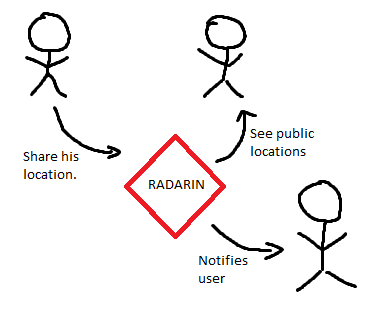 See public
locations
Share his
location.
RADARIN
Notifies
user